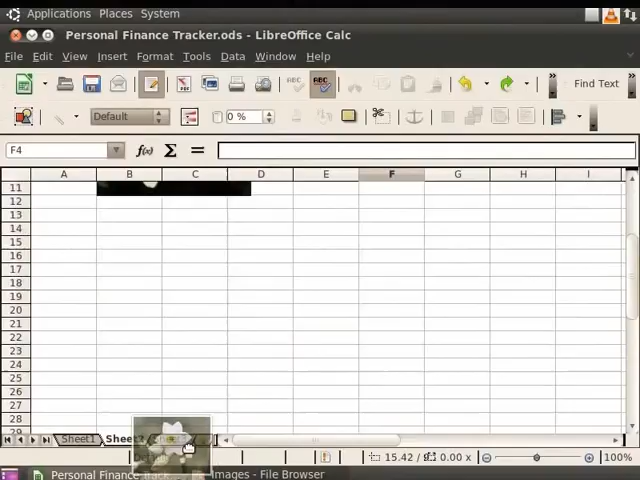 Applications Places System
Personal Finance Tracker.ods - LibreOffice Calc
File Edit View Insert Format Tools Data Window Help
Find Text
Default 0 %
F4
A B C D E F G H I
11
12
13
14
15
16
17
18
19
20
21
22
23
24
25
26
27
28
Sheet1 Sheet2
15.42 / 0.00 x 100%
Personal Finance Track Images - File Browser